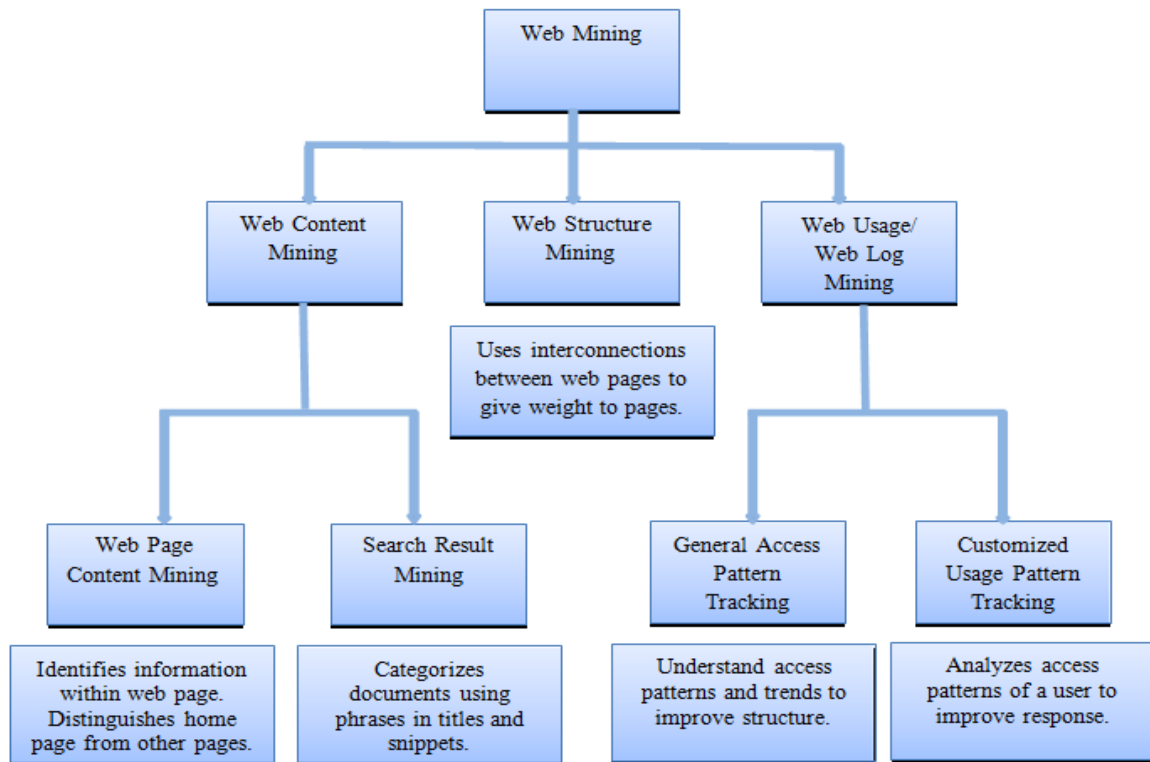 Web Mining
Web Content
Mining
Web Structure
Mining
Web Usage/
Web Log
Mining
Uses interconnections
between web pages to
give weight to pages.
Web Page
Content Mining
Search Result
Mining
General Access
Pattern
Tracking
Customized
Usage Pattern
Tracking
Identifies information
within web page.
Distinguishes home
page from other pages.
Categorizes
documents using
phrases in titles and
snippets.
Understand access
patterns and trends to
improve structure.
Analyzes access
patterns of a user to
improve response.